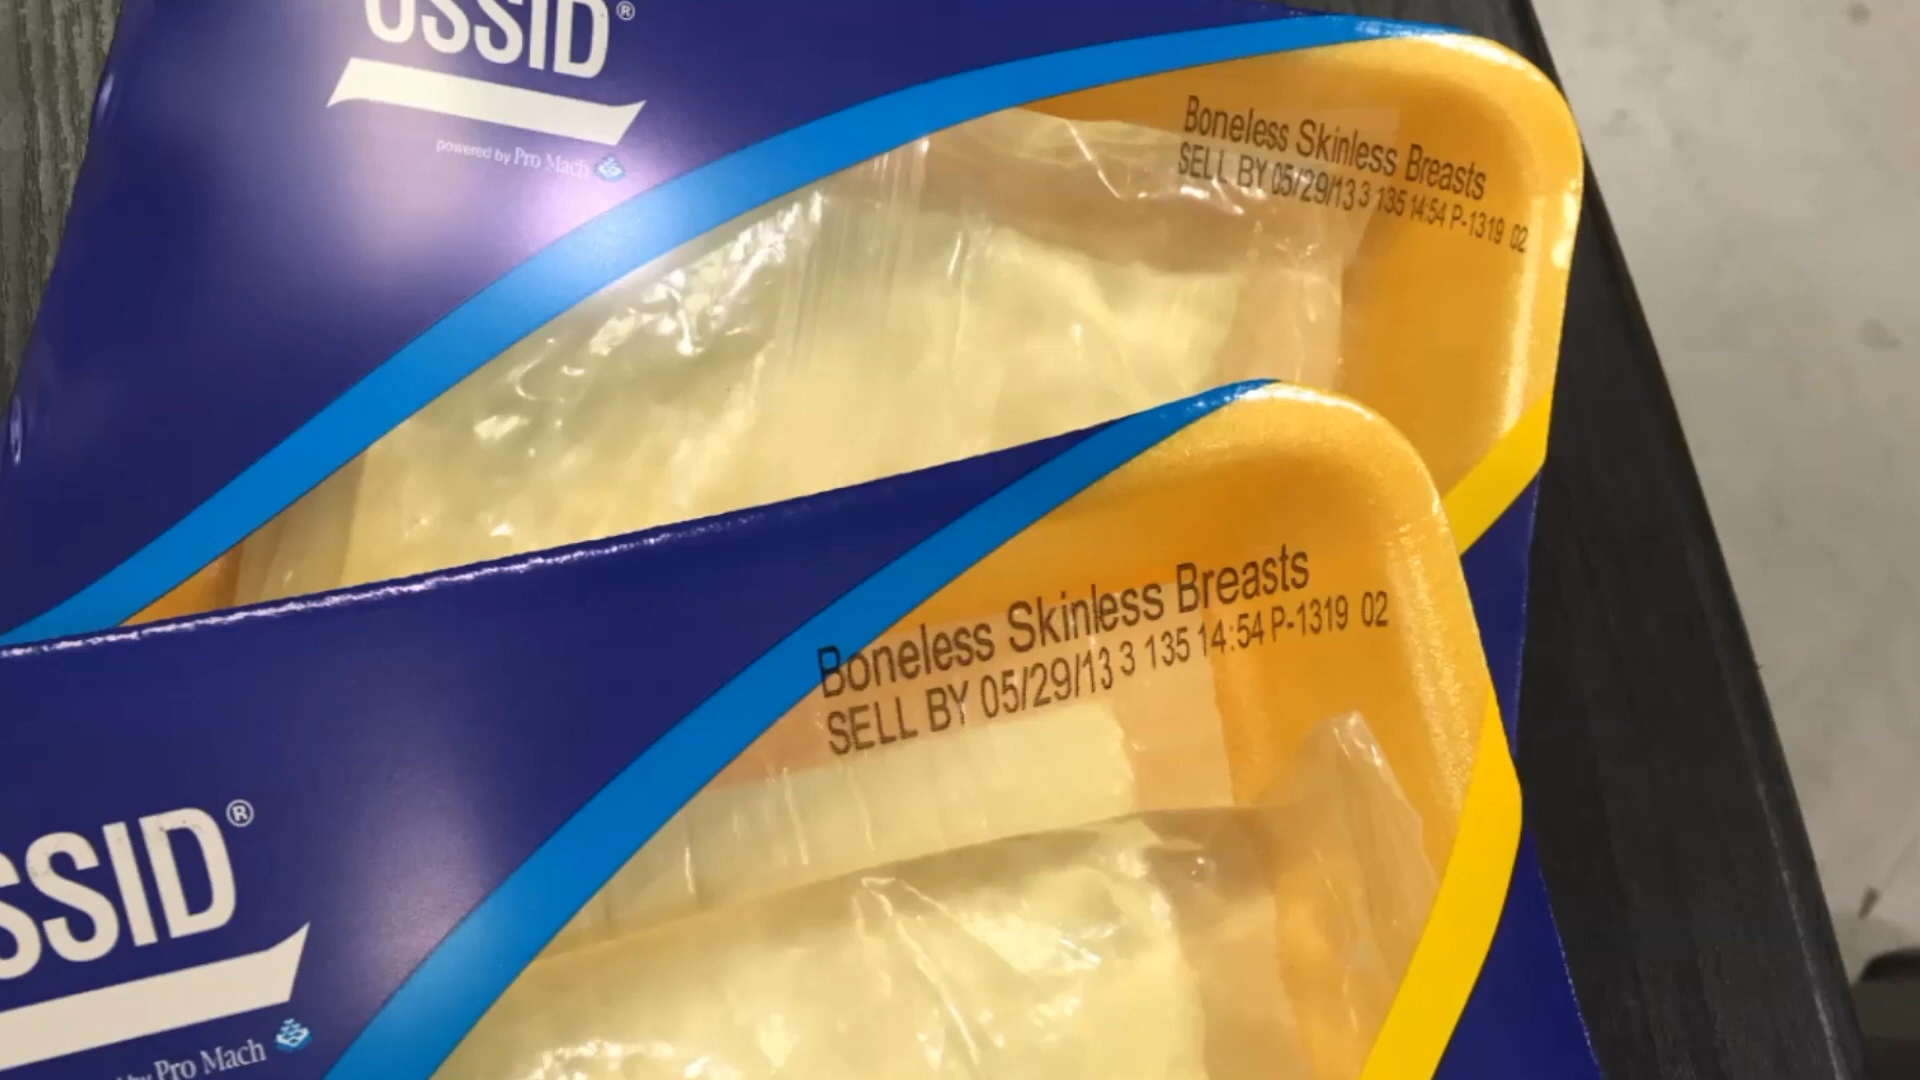 OSSID®
powered by Pro Mach
Boneless Skinless Breasts
SELL BY 05/29/13 3 135 14:54 P-1319 02
Boneless Skinless Breasts
SELL BY 05/29/13 3 135 14:54 P-1319 02
SSID®
by Pro Mach